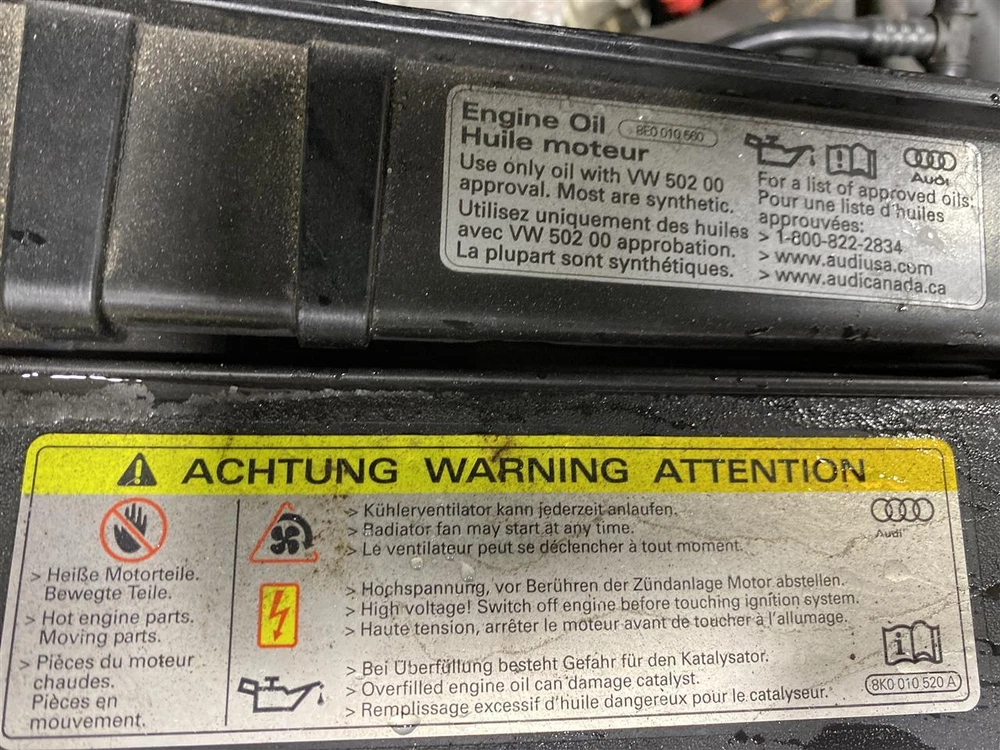 Engine Oil 8E0 010 560
Huile moteur
Use only oil with VW 502 00
approval. Most are synthetic.
Utilisez uniquement des huiles
avec VW 502 00 approbation.
La plupart sont synthétiques.
Audi
For a list of approved oils:
Pour une liste d'huiles
approuvées:
> 1-800-822-2834
> www.audiusa.com
> www.audicanada.ca
ACHTUNG WARNING ATTENTION
> Heiße Motorteile.
Bewegte Teile.
> Hot engine parts.
Moving parts.
> Pièces du moteur
chaudes.
Pièces en
mouvement.
> Kühlerventilator kann jederzeit anlaufen.
> Radiator fan may start at any time.
> Le ventilateur peut se déclencher à tout moment.
> Hochspannung, vor Berühren der Zündanlage Motor abstellen.
> High voltage! Switch off engine before touching ignition system.
> Haute tension, arrêter le moteur avant de toucher à l'allumage.
> Bei Überfüllung besteht Gefahr für den Katalysator.
> Overfilled engine oil can damage catalyst.
> Remplissage excessif d'huile dangereux pour le catalyseur.
Audi
8K0 010 520 A